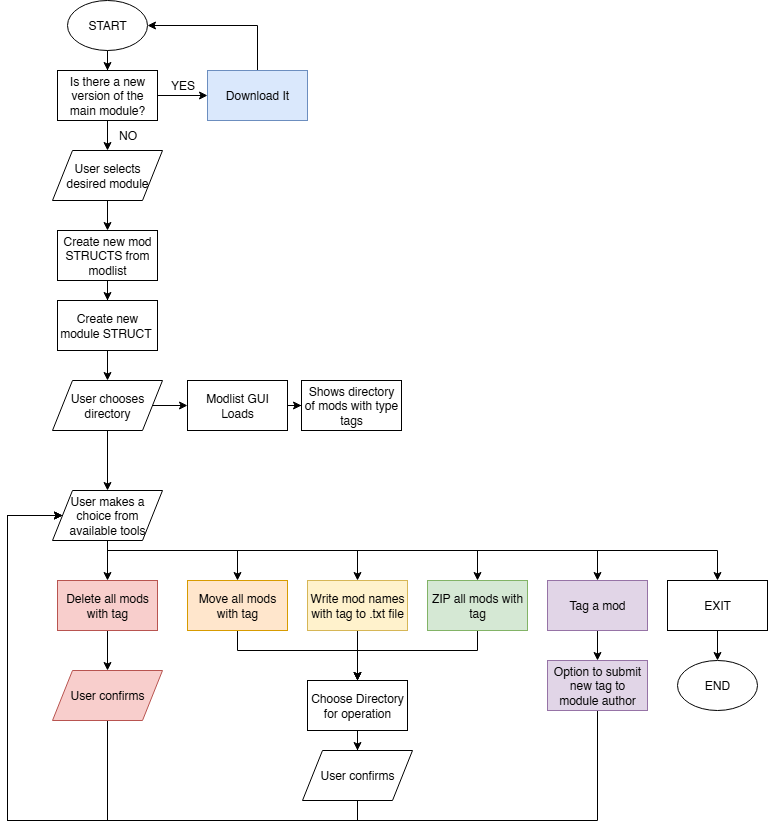 START
Is there a new
version of the
main module?
YES
Download It
NO
User selects
desired module
Create new mod
STRUCTS from
modlist
Create new
module STRUCT
User chooses
directory
Modlist GUI
Loads
Shows directory
of mods with type
tags
User makes a
choice from
available tools
Delete all mods
with tag
Move all mods
with tag
Write mod names
with tag to .txt file
ZIP all mods with
tag
Tag a mod
EXIT
User confirms
Choose Directory
for operation
Option to submit
new tag to
module author
END
User confirms